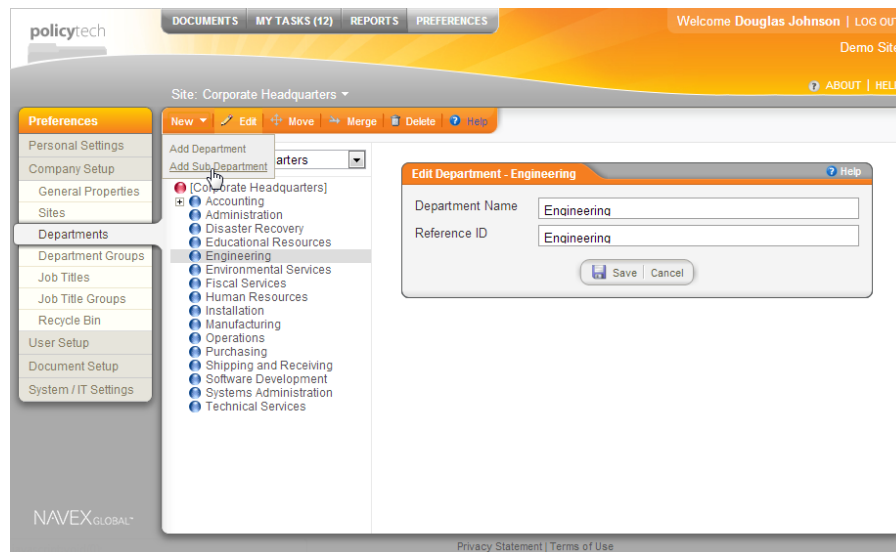 policytech
DOCUMENTS MY TASKS (12) REPORTS PREFERENCES
Welcome Douglas Johnson | LOG OUT
Demo Site
ABOUT | HELP
Site: Corporate Headquarters
Preferences
Personal Settings
Company Setup
General Properties
Sites
Departments
Department Groups
Job Titles
Job Title Groups
Recycle Bin
User Setup
Document Setup
System / IT Settings
New Edit Move Merge Delete Help
Add Department
Add Sub Department
arters
[Corporate Headquarters]
Accounting
Administration
Disaster Recovery
Educational Resources
Engineering
Environmental Services
Fiscal Services
Human Resources
Installation
Manufacturing
Operations
Purchasing
Shipping and Receiving
Software Development
Systems Administration
Technical Services
Edit Department - Engineering Help
Department Name Engineering
Reference ID Engineering
Save Cancel
NAVEX GLOBAL
Privacy Statement | Terms of Use